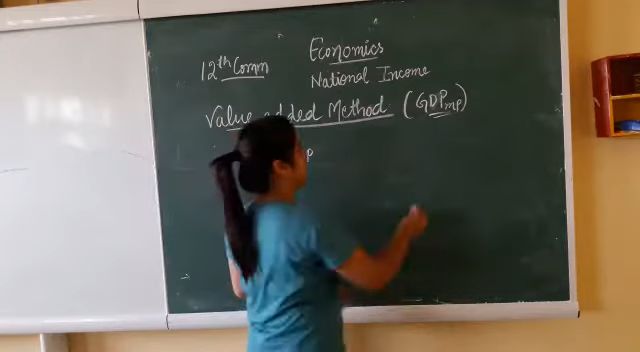 12th Comm
Economics
National Income
Value added Method (GDPmp)
P